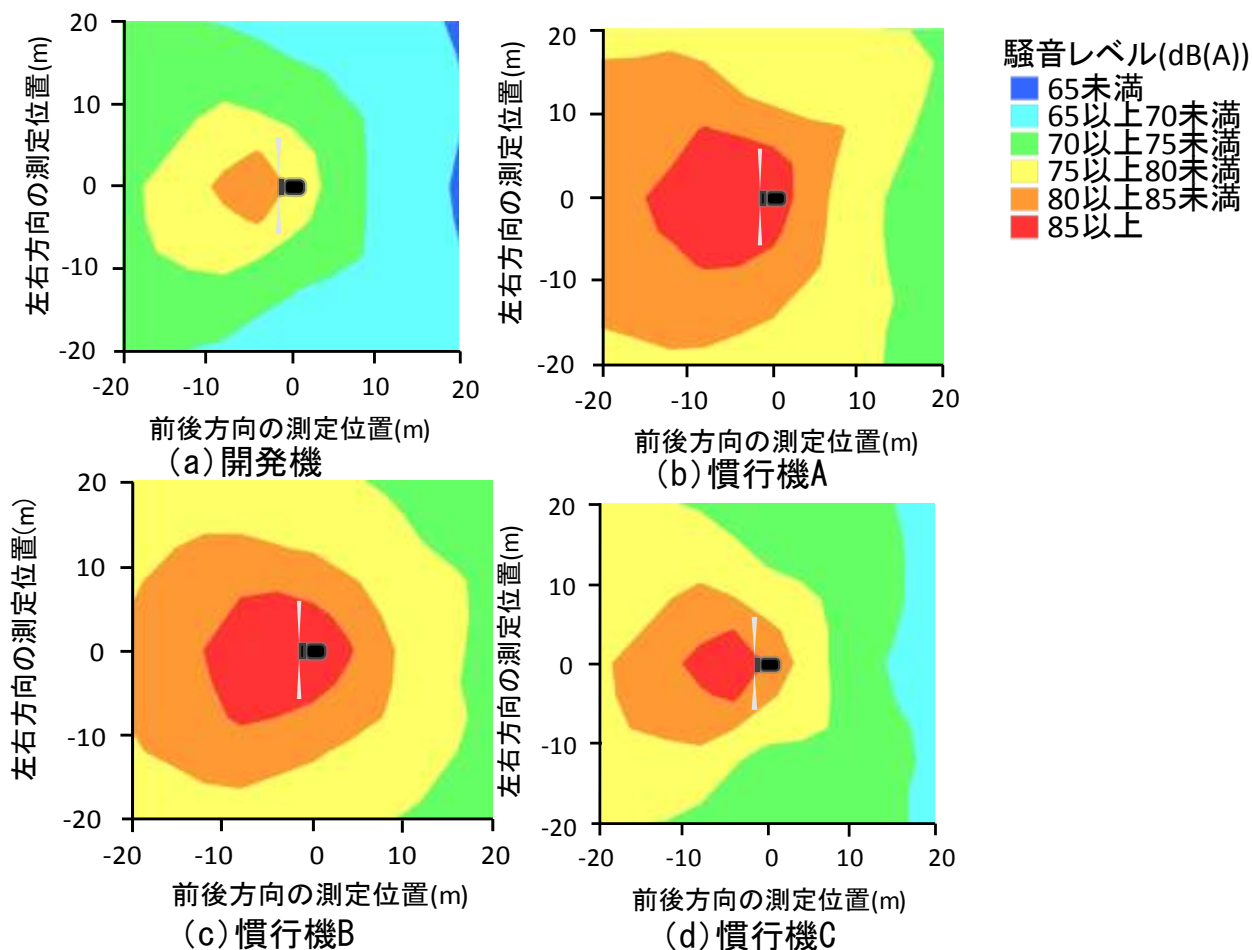 騒音レベル(dB(A))
65未満
65以上70未満
70以上75未満
75以上80未満
80以上85未満
85以上
左右方向の測定位置(m)
20
10
0
-10
-20
-20
-10
0
10
20
前後方向の測定位置(m)
(a)開発機
左右方向の測定位置(m)
20
10
0
-10
-20
-20
-10
0
10
20
前後方向の測定位置(m)
(b)慣行機A
左右方向の測定位置(m)
20
10
0
-10
-20
-20
-10
0
10
20
前後方向の測定位置(m)
(c)慣行機B
左右方向の測定位置(m)
20
10
0
-10
-20
-20
-10
0
10
20
前後方向の測定位置(m)
(d)慣行機C